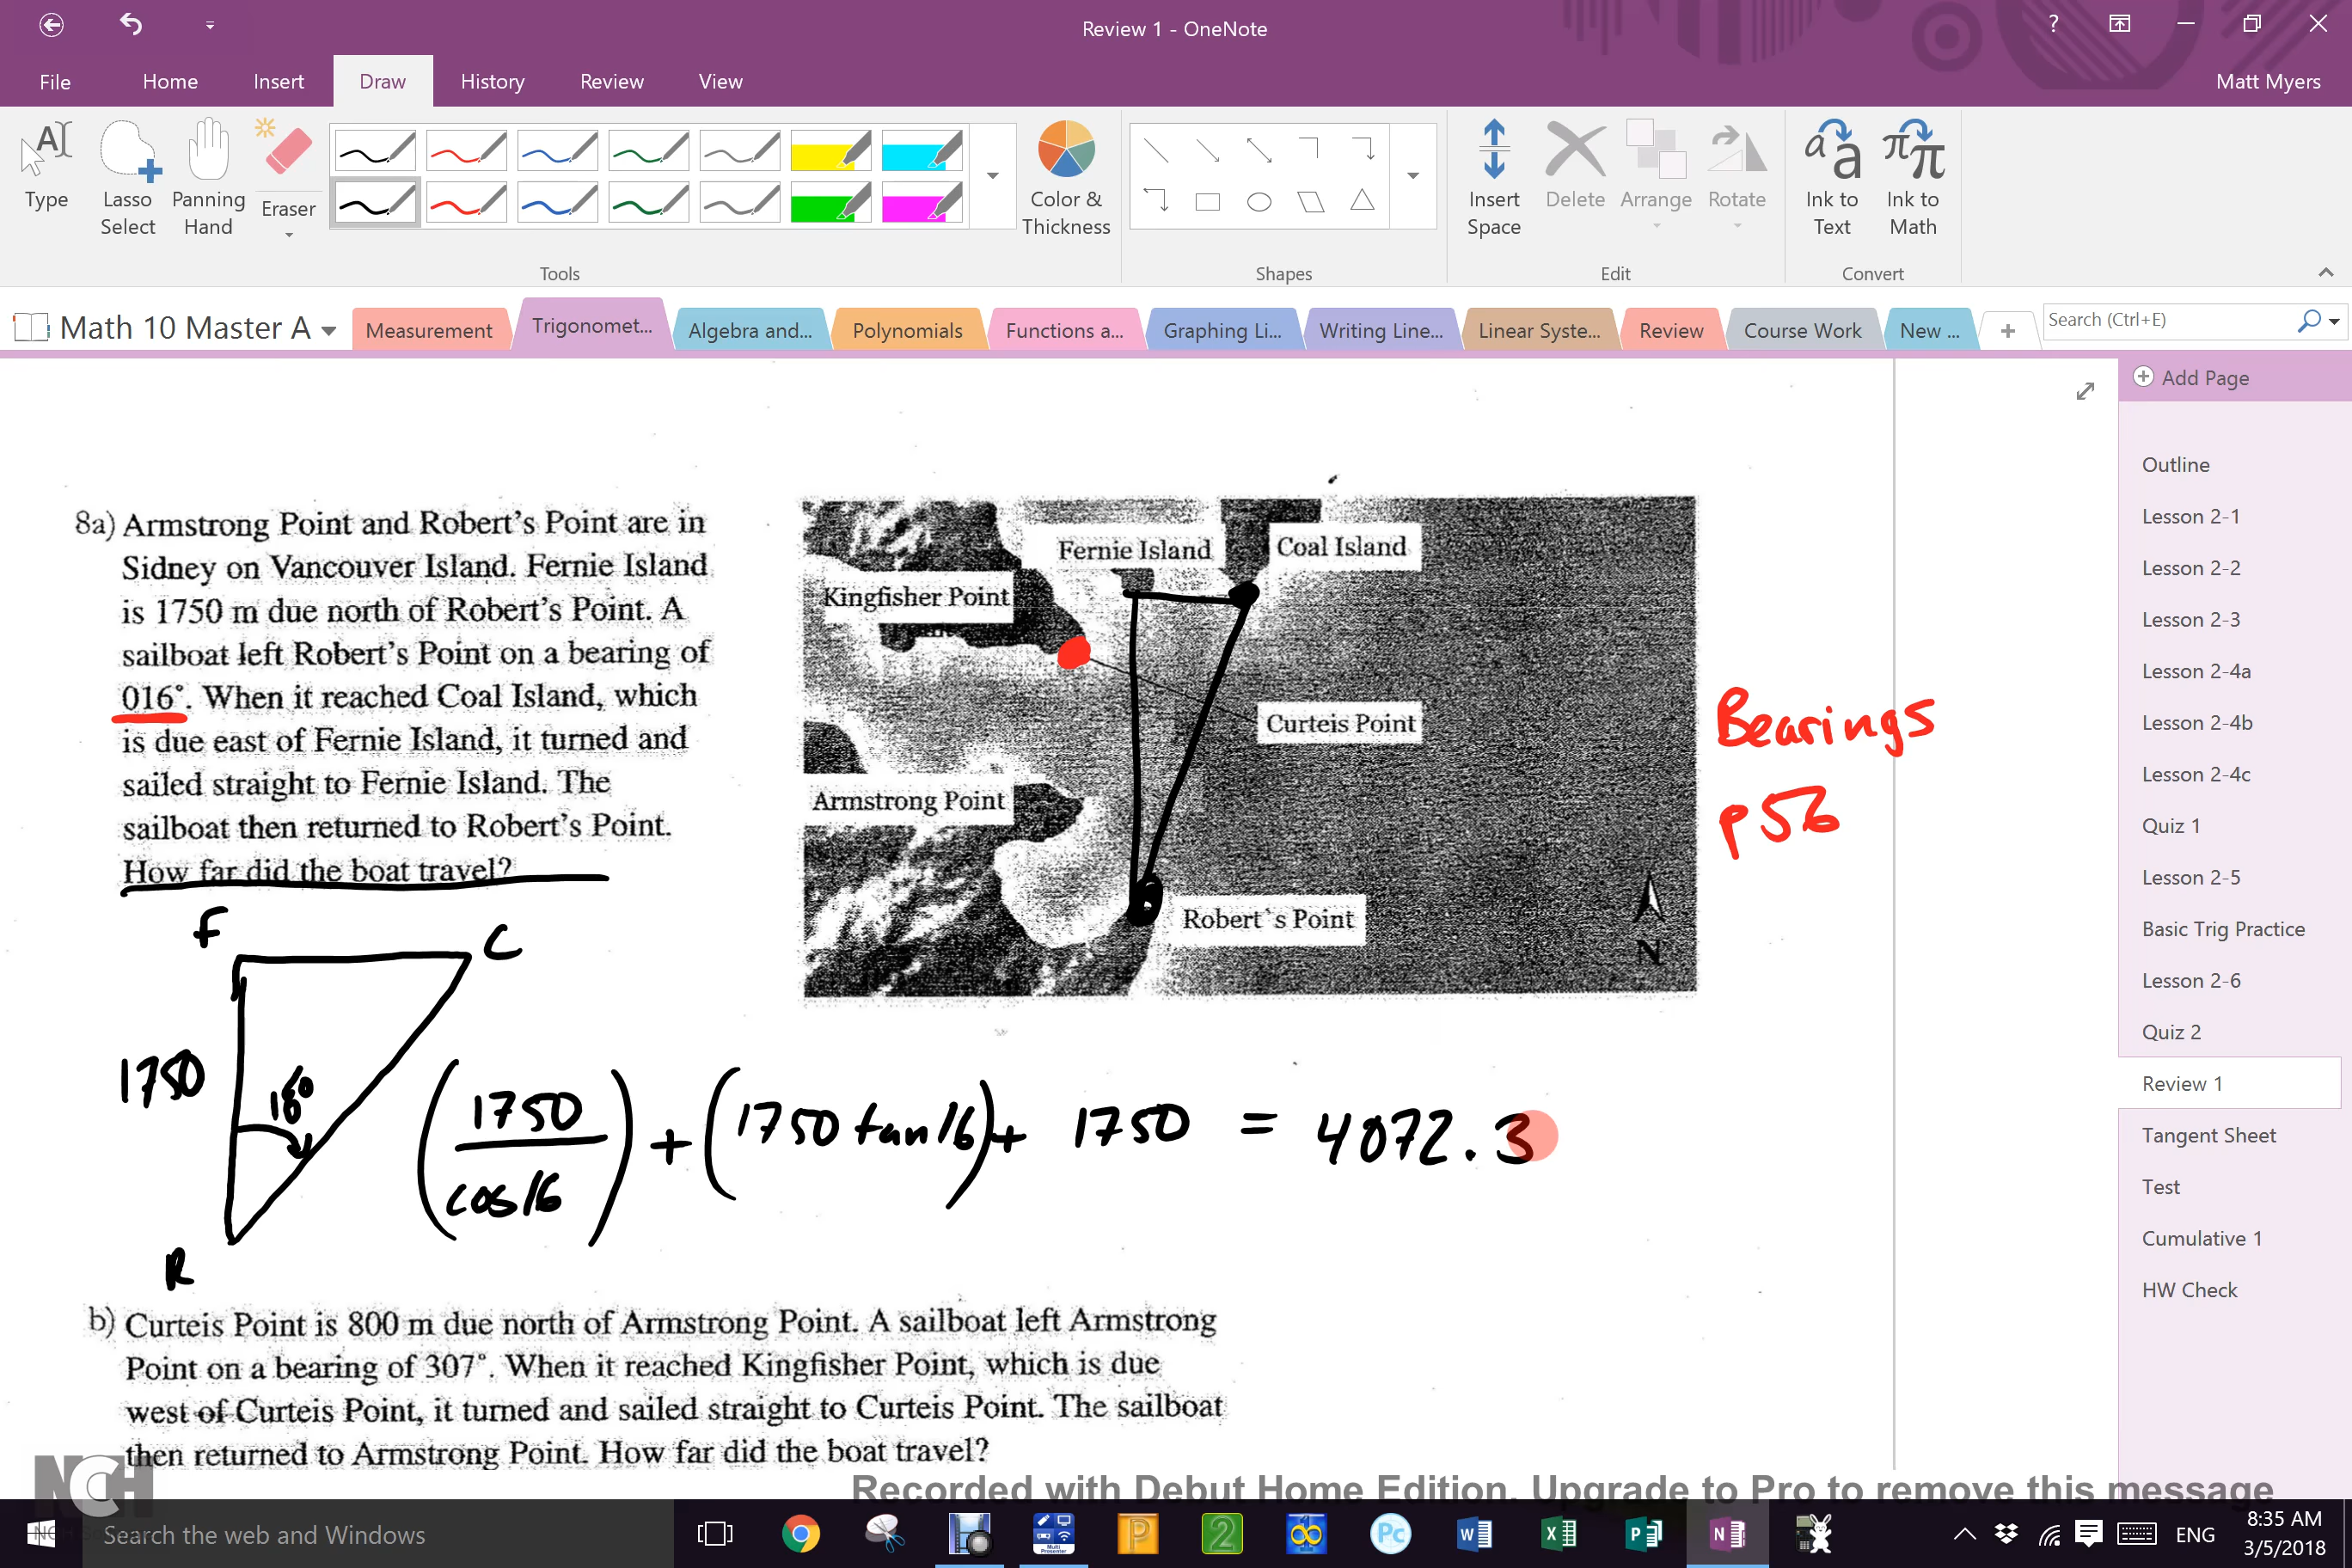 Review 1 - OneNote
File
Home
Insert
Draw
History
Review
View
Matt Myers
Type
Lasso
Select
Panning
Hand
Eraser
Color &
Thickness
Insert
Space
Delete
Arrange
Rotate
Ink to
Text
Ink to
Math
Tools
Shapes
Edit
Convert
Math 10 Master A
Measurement
Trigonomet...
Algebra and...
Polynomials
Functions a...
Graphing Li...
Writing Line...
Linear Syste...
Review
Course Work
New ...
Search (Ctrl+E)
Add Page
Outline
Lesson 2-1
Lesson 2-2
Lesson 2-3
Lesson 2-4a
Lesson 2-4b
Lesson 2-4c
Quiz 1
Lesson 2-5
Basic Trig Practice
Lesson 2-6
Quiz 2
Review 1
Tangent Sheet
Test
Cumulative 1
HW Check
8a) Armstrong Point and Robert's Point are in
Sidney on Vancouver Island. Fernie Island
is 1750 m due north of Robert's Point. A
sailboat left Robert's Point on a bearing of
016°. When it reached Coal Island, which
is due east of Fernie Island, it turned and
sailed straight to Fernie Island. The
sailboat then returned to Robert's Point.
How far did the boat travel?
Fernie Island
Coal Island
Kingfisher Point
Curteis Point
Armstrong Point
Robert`s Point
N
Bearings
p56
F
C
1750
16°
R
(1750/cos16) + (1750 tan16) + 1750 = 4072.3
b) Curteis Point is 800 m due north of Armstrong Point. A sailboat left Armstrong
Point on a bearing of 307°. When it reached Kingfisher Point, which is due
west of Curteis Point, it turned and sailed straight to Curteis Point. The sailboat
then returned to Armstrong Point. How far did the boat travel?
NCH
Recorded with Debut Home Edition. Upgrade to Pro to remove this message
Search the web and Windows
ENG
8:35 AM
3/5/2018